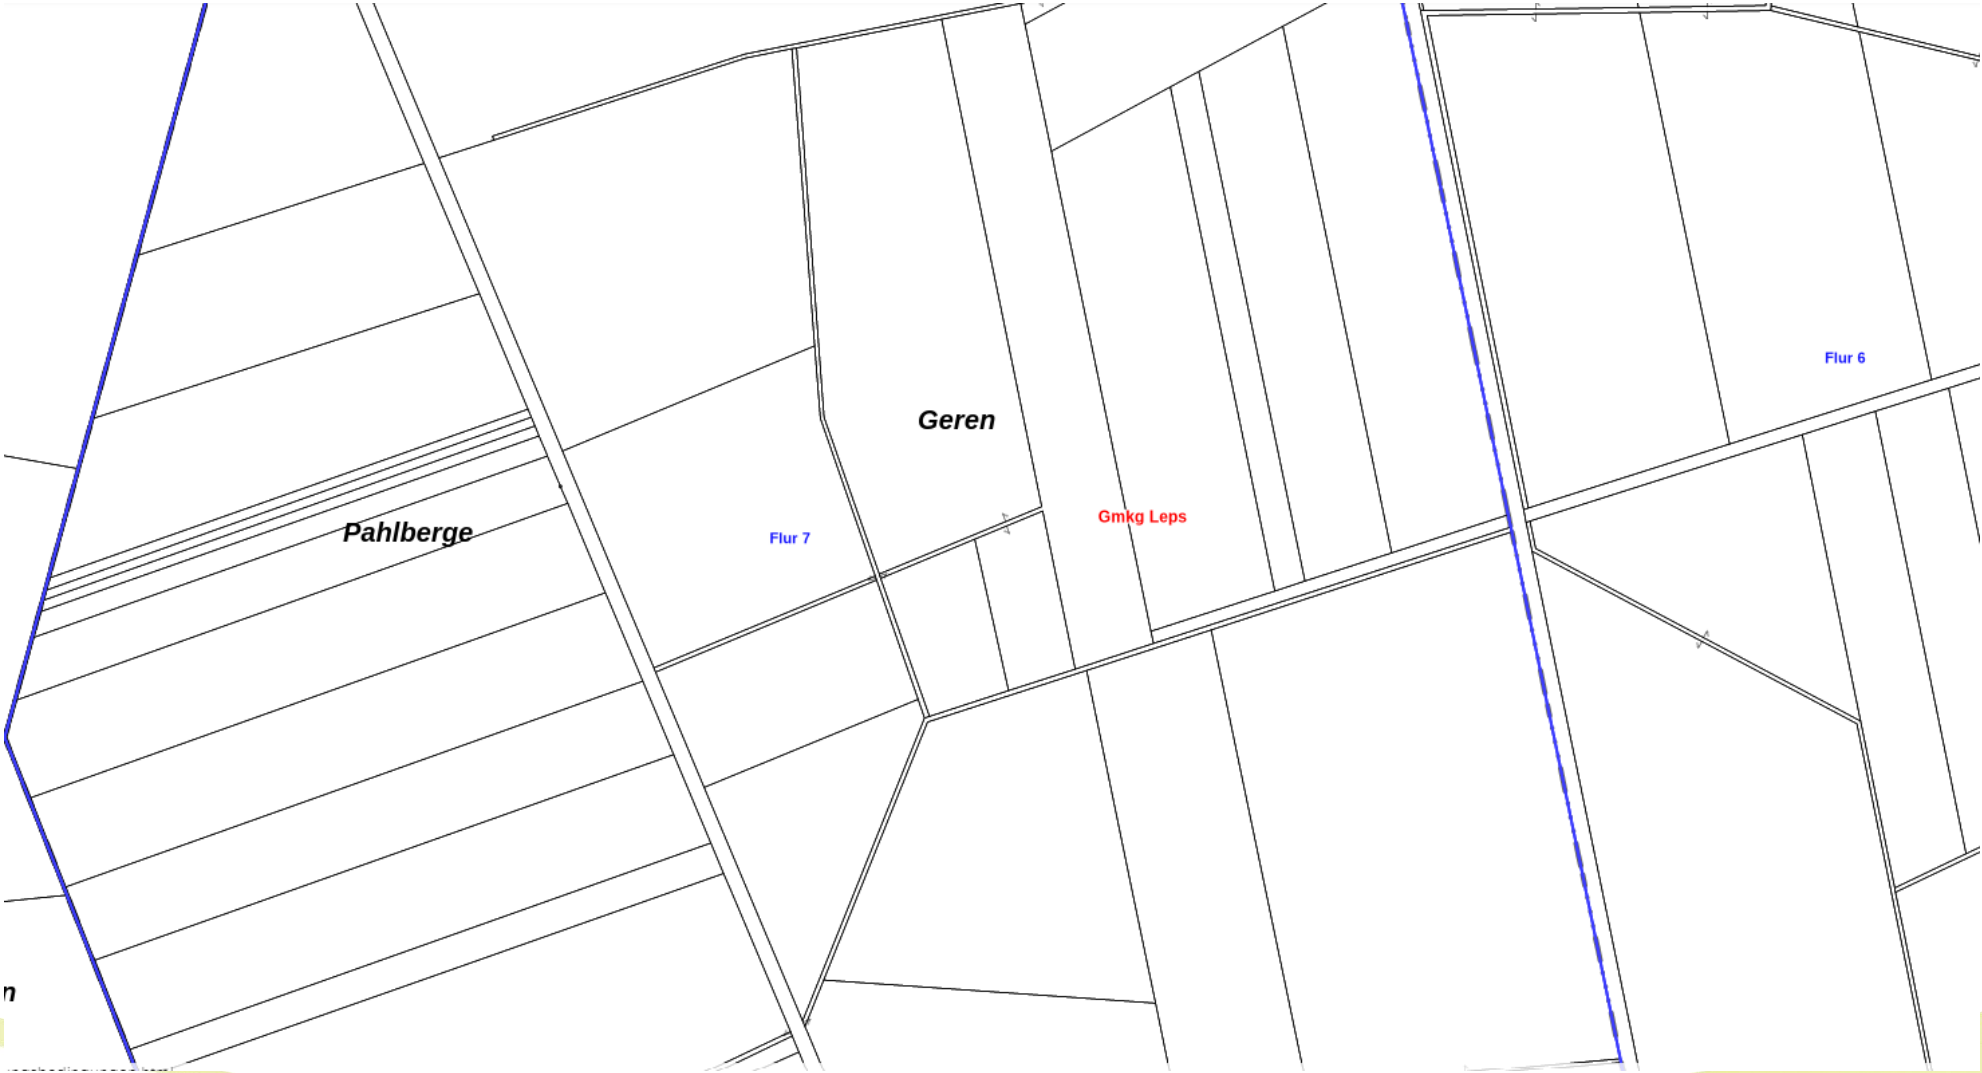 Flur 6
Geren
Gmkg Leps
Pahlberge
Flur 7
n